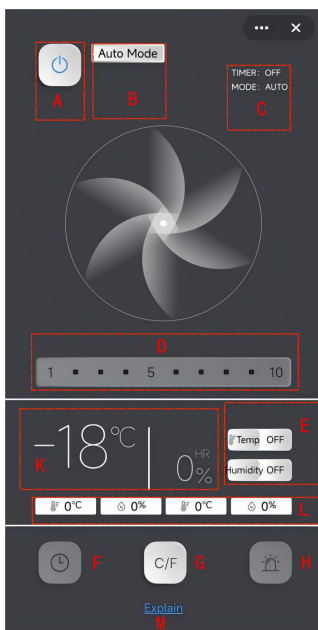 Auto Mode
A
B
TIMER: OFF
MODE: AUTO
C
D
1 5 10
E
-18°C
HR
0%
K
Temp OFF
Humidity OFF
0°C 0% 0°C 0%
L
F
C/F
G
H
Explain
M